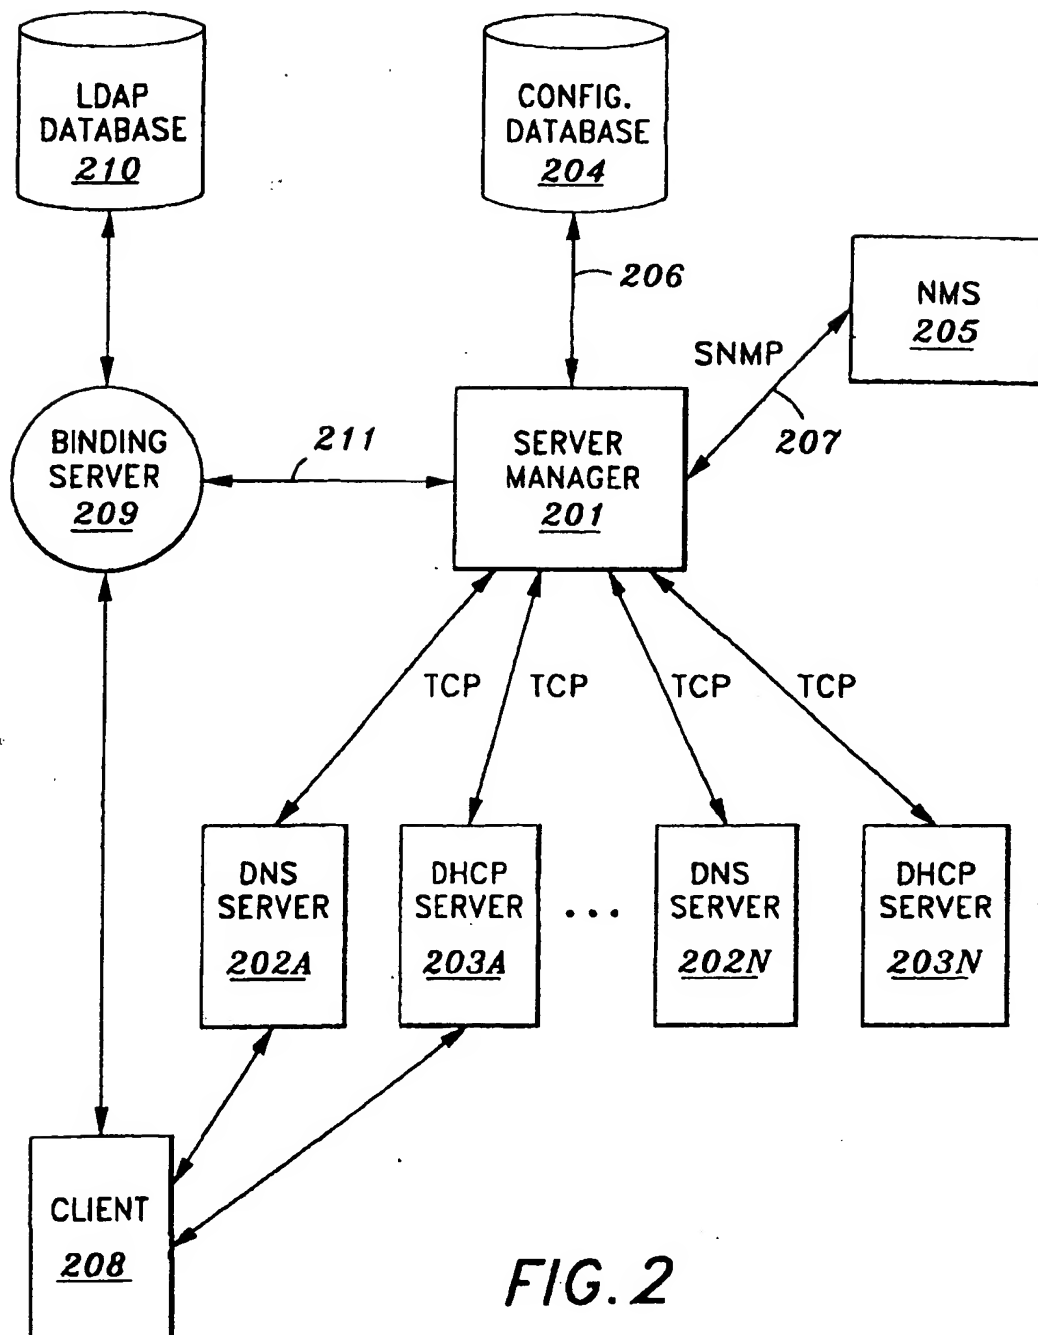 LDAP
DATABASE
210
CONFIG.
DATABASE
204
206
NMS
205
SNMP
207
BINDING
SERVER
209
211
SERVER
MANAGER
201
TCP
TCP
TCP
TCP
DNS
SERVER
202A
DHCP
SERVER
203A
...
DNS
SERVER
202N
DHCP
SERVER
203N
CLIENT
208
FIG. 2